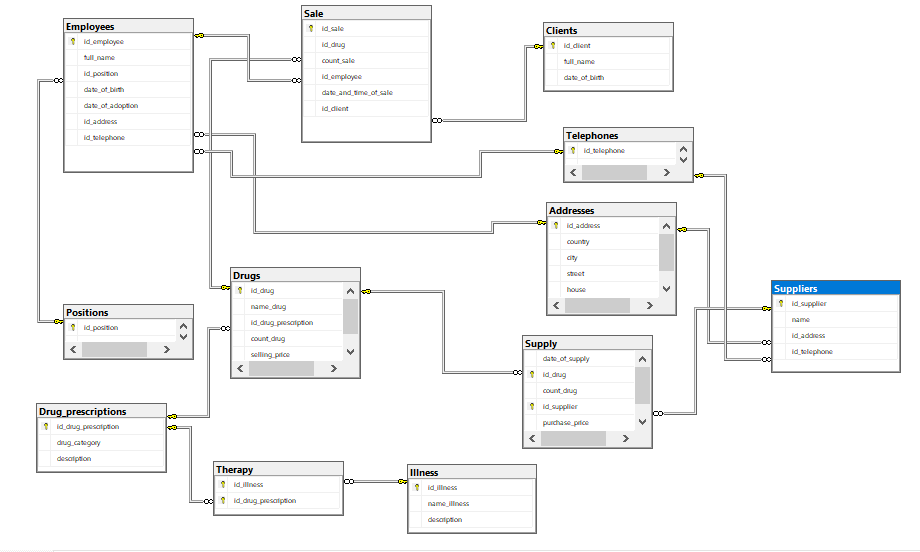 Employees
id_employee
full_name
id_position
date_of_birth
date_of_adoption
id_address
id_telephone
Sale
id_sale
id_drug
count_sale
id_employee
date_and_time_of_sale
id_client
Clients
id_client
full_name
date_of_birth
Telephones
id_telephone
Addresses
id_address
country
city
street
house
Suppliers
id_supplier
name
id_address
id_telephone
Drugs
id_drug
name_drug
id_drug_prescription
count_drug
selling_price
Positions
id_position
Supply
date_of_supply
id_drug
count_drug
id_supplier
purchase_price
Drug_prescriptions
id_drug_prescription
drug_category
description
Therapy
id_illness
id_drug_prescription
Illness
id_illness
name_illness
description